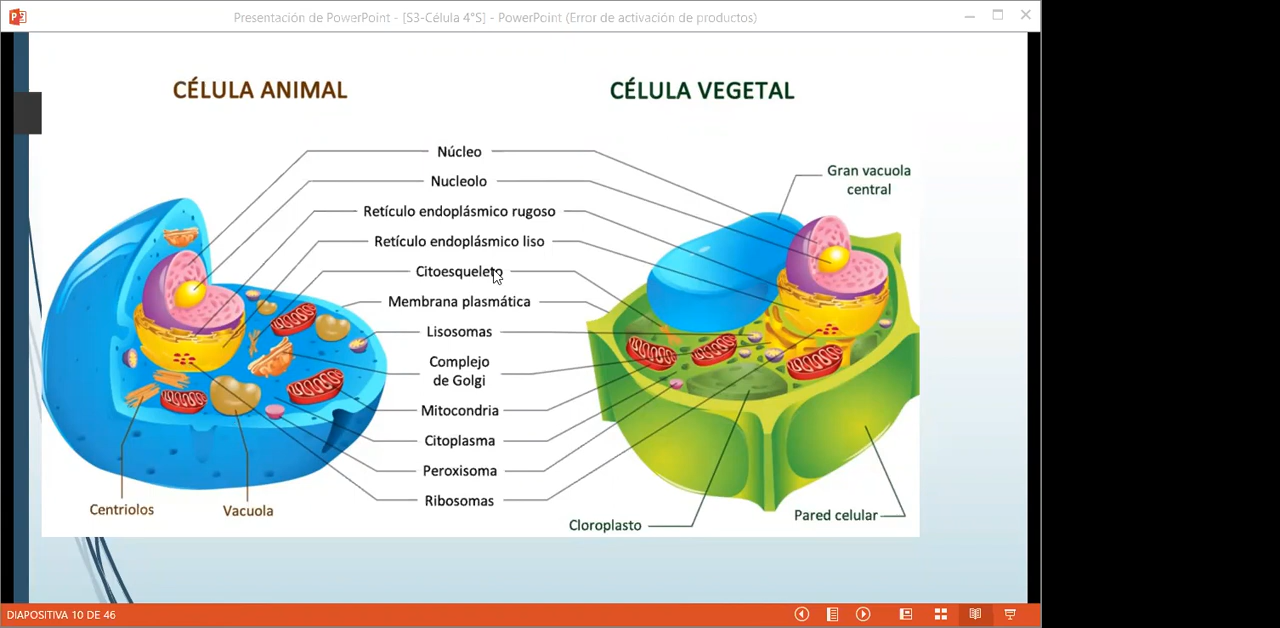 Presentación de PowerPoint - [S3-Célula 4°S] - PowerPoint (Error de activación de productos)
CÉLULA ANIMAL
CÉLULA VEGETAL
Núcleo
Nucleolo
Retículo endoplásmico rugoso
Retículo endoplásmico liso
Citoesqueleto
Membrana plasmática
Lisosomas
Complejo
de Golgi
Mitocondria
Citoplasma
Peroxisoma
Ribosomas
Gran vacuola
central
Centriolos
Vacuola
Cloroplasto
Pared celular
DIAPOSITIVA 10 DE 46